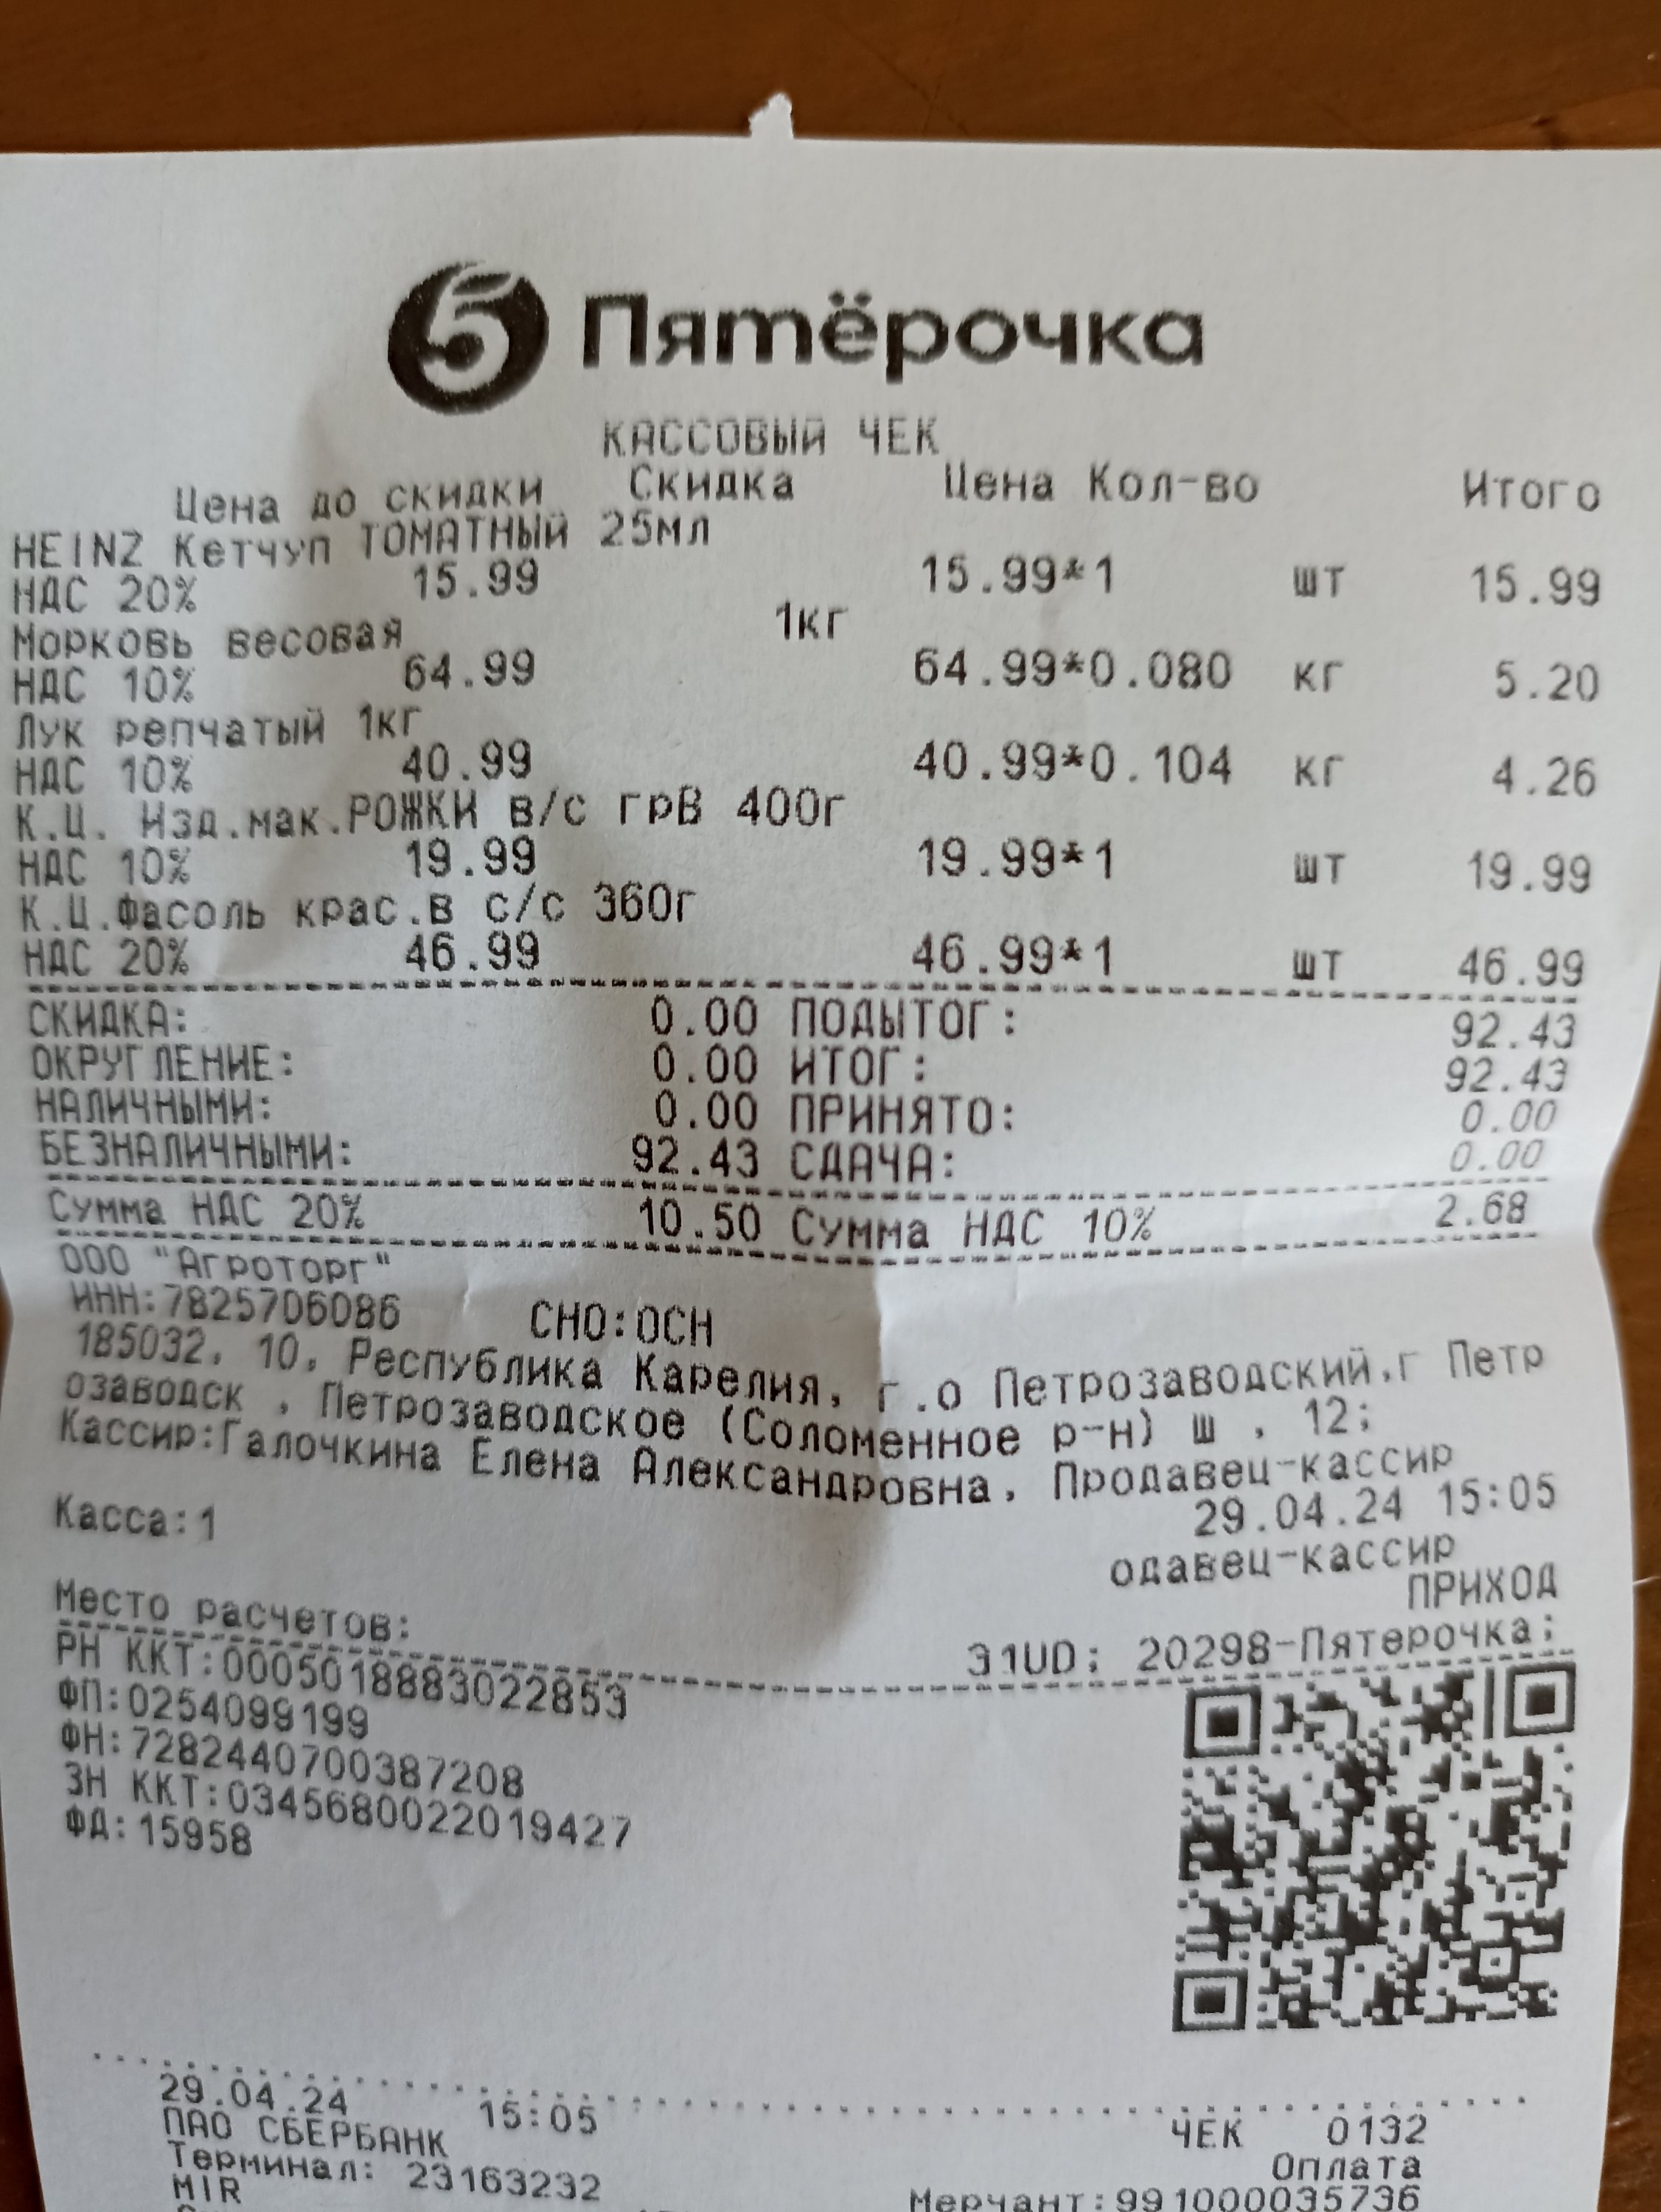 5 Пятёрочка
КАССОВЫЙ ЧЕК
Цена до скидки Скидка Цена Кол-во Итого
HEINZ Кетчуп ТОМАТНЫЙ 25мл
НДС 20% 15.99 15.99*1 шт 15.99
Морковь весовая 1кг
НДС 10% 64.99 64.99*0.080 кг 5.20
Лук репчатый 1кг
НДС 10% 40.99 40.99*0.104 кг 4.26
К.Ц. Изд.мак.РОЖКИ в/с грВ 400г
НДС 10% 19.99 19.99*1 шт 19.99
К.Ц.Фасоль крас.в с/с 360г
НДС 20% 46.99 46.99*1 шт 46.99
СКИДКА: 0.00 ПОДЫТОГ: 92.43
ОКРУГЛЕНИЕ: 0.00 ИТОГ: 92.43
НАЛИЧНЫМИ: 0.00 ПРИНЯТО: 0.00
БЕЗНАЛИЧНЫМИ: 92.43 СДАЧА: 0.00
Сумма НДС 20% 10.50 Сумма НДС 10% 2.68
ООО "Агроторг"
ИНН:7825706086 СНО:ОСН
185032, 10, Республика Карелия, г.о Петрозаводский,г Петр
озаводск , Петрозаводское (Соломенное р-н) ш , 12;
Кассир:Галочкина Елена Александровна, Продавец-кассир
29.04.24 15:05
Касса:1 одавец-кассир
ПРИХОД
Место расчетов: 31UD; 20298-Пятерочка;
РН ККТ:0005018883022853
ФП:0254099199
ФН:7282440700387208
ЗН ККТ:0345680022019427
ФД:15958
29.04.24 15:05 ЧЕК 0132
ПАО СБЕРБАНК Оплата
Терминал: 23163232 Мерчант:991000035736
MIR